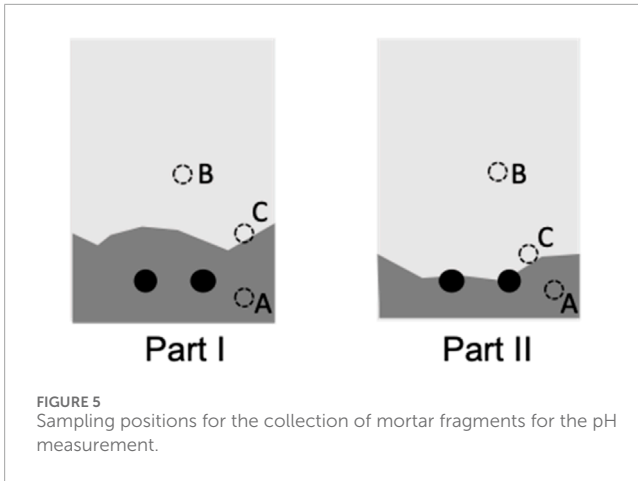 B
C
A
Part I
B
C
A
Part II
FIGURE 5
Sampling positions for the collection of mortar fragments for the pH
measurement.